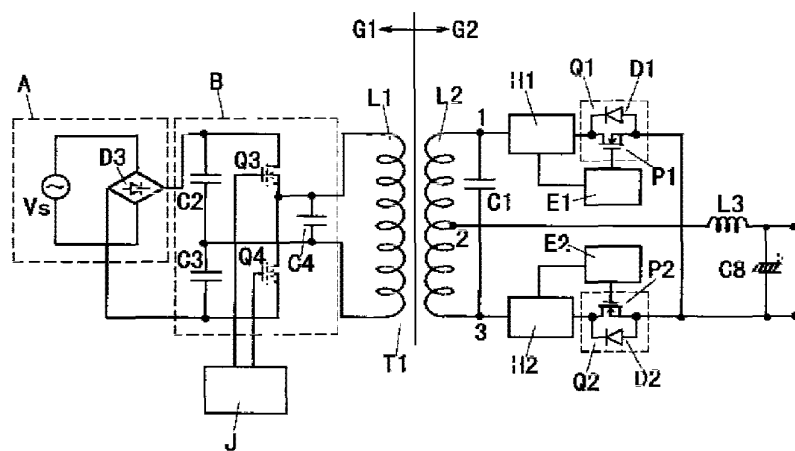 G1 G2
A B H1 Q1 D1
L1 L2 1
D3 Q3
Vs C2 E1 P1
C1 L3
C4 2
C3 Q4 E2 P2 C8
3
T1 H2 Q2 D2
J